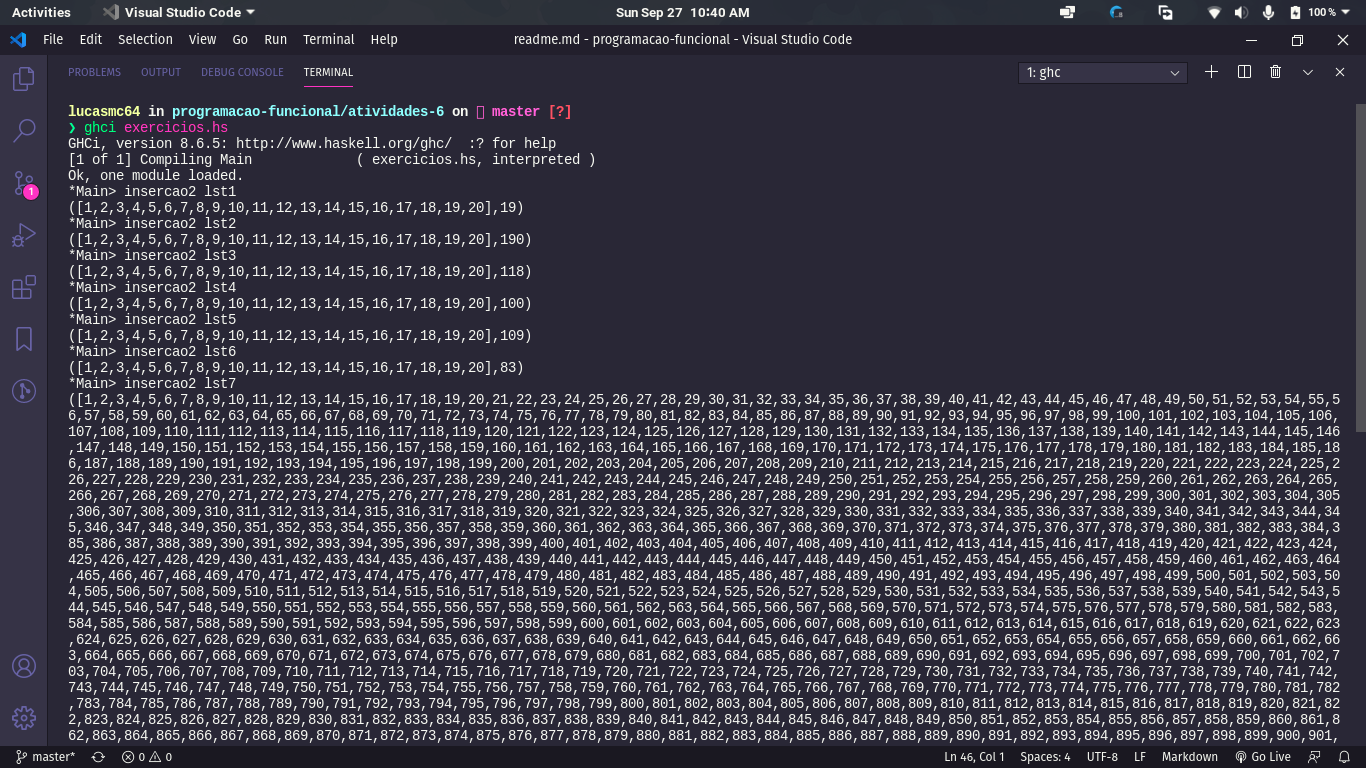 Activities Visual Studio Code Sun Sep 27 10:40 AM 100 %
File Edit Selection View Go Run Terminal Help readme.md - programacao-funcional - Visual Studio Code
PROBLEMS OUTPUT DEBUG CONSOLE TERMINAL 1: ghc
lucasmc64 in programacao-funcional/atividades-6 on master [?]
❯ ghci exercicios.hs
GHCi, version 8.6.5: http://www.haskell.org/ghc/ :? for help
[1 of 1] Compiling Main ( exercicios.hs, interpreted )
Ok, one module loaded.
*Main> insercao2 lst1
([1,2,3,4,5,6,7,8,9,10,11,12,13,14,15,16,17,18,19,20],19)
*Main> insercao2 lst2
([1,2,3,4,5,6,7,8,9,10,11,12,13,14,15,16,17,18,19,20],190)
*Main> insercao2 lst3
([1,2,3,4,5,6,7,8,9,10,11,12,13,14,15,16,17,18,19,20],118)
*Main> insercao2 lst4
([1,2,3,4,5,6,7,8,9,10,11,12,13,14,15,16,17,18,19,20],100)
*Main> insercao2 lst5
([1,2,3,4,5,6,7,8,9,10,11,12,13,14,15,16,17,18,19,20],109)
*Main> insercao2 lst6
([1,2,3,4,5,6,7,8,9,10,11,12,13,14,15,16,17,18,19,20],83)
*Main> insercao2 lst7
([1,2,3,4,5,6,7,8,9,10,11,12,13,14,15,16,17,18,19,20,21,22,23,24,25,26,27,28,29,30,31,32,33,34,35,36,37,38,39,40,41,42,43,44,45,46,47,48,49,50,51,52,53,54,55,5
6,57,58,59,60,61,62,63,64,65,66,67,68,69,70,71,72,73,74,75,76,77,78,79,80,81,82,83,84,85,86,87,88,89,90,91,92,93,94,95,96,97,98,99,100,101,102,103,104,105,106,
107,108,109,110,111,112,113,114,115,116,117,118,119,120,121,122,123,124,125,126,127,128,129,130,131,132,133,134,135,136,137,138,139,140,141,142,143,144,145,146
,147,148,149,150,151,152,153,154,155,156,157,158,159,160,161,162,163,164,165,166,167,168,169,170,171,172,173,174,175,176,177,178,179,180,181,182,183,184,185,18
6,187,188,189,190,191,192,193,194,195,196,197,198,199,200,201,202,203,204,205,206,207,208,209,210,211,212,213,214,215,216,217,218,219,220,221,222,223,224,225,2
26,227,228,229,230,231,232,233,234,235,236,237,238,239,240,241,242,243,244,245,246,247,248,249,250,251,252,253,254,255,256,257,258,259,260,261,262,263,264,265,
266,267,268,269,270,271,272,273,274,275,276,277,278,279,280,281,282,283,284,285,286,287,288,289,290,291,292,293,294,295,296,297,298,299,300,301,302,303,304,305
,306,307,308,309,310,311,312,313,314,315,316,317,318,319,320,321,322,323,324,325,326,327,328,329,330,331,332,333,334,335,336,337,338,339,340,341,342,343,344,34
5,346,347,348,349,350,351,352,353,354,355,356,357,358,359,360,361,362,363,364,365,366,367,368,369,370,371,372,373,374,375,376,377,378,379,380,381,382,383,384,3
85,386,387,388,389,390,391,392,393,394,395,396,397,398,399,400,401,402,403,404,405,406,407,408,409,410,411,412,413,414,415,416,417,418,419,420,421,422,423,424,
425,426,427,428,429,430,431,432,433,434,435,436,437,438,439,440,441,442,443,444,445,446,447,448,449,450,451,452,453,454,455,456,457,458,459,460,461,462,463,464
,465,466,467,468,469,470,471,472,473,474,475,476,477,478,479,480,481,482,483,484,485,486,487,488,489,490,491,492,493,494,495,496,497,498,499,500,501,502,503,50
4,505,506,507,508,509,510,511,512,513,514,515,516,517,518,519,520,521,522,523,524,525,526,527,528,529,530,531,532,533,534,535,536,537,538,539,540,541,542,543,5
44,545,546,547,548,549,550,551,552,553,554,555,556,557,558,559,560,561,562,563,564,565,566,567,568,569,570,571,572,573,574,575,576,577,578,579,580,581,582,583,
584,585,586,587,588,589,590,591,592,593,594,595,596,597,598,599,600,601,602,603,604,605,606,607,608,609,610,611,612,613,614,615,616,617,618,619,620,621,622,623
,624,625,626,627,628,629,630,631,632,633,634,635,636,637,638,639,640,641,642,643,644,645,646,647,648,649,650,651,652,653,654,655,656,657,658,659,660,661,662,66
3,664,665,666,667,668,669,670,671,672,673,674,675,676,677,678,679,680,681,682,683,684,685,686,687,688,689,690,691,692,693,694,695,696,697,698,699,700,701,702,7
03,704,705,706,707,708,709,710,711,712,713,714,715,716,717,718,719,720,721,722,723,724,725,726,727,728,729,730,731,732,733,734,735,736,737,738,739,740,741,742,
743,744,745,746,747,748,749,750,751,752,753,754,755,756,757,758,759,760,761,762,763,764,765,766,767,768,769,770,771,772,773,774,775,776,777,778,779,780,781,782
,783,784,785,786,787,788,789,790,791,792,793,794,795,796,797,798,799,800,801,802,803,804,805,806,807,808,809,810,811,812,813,814,815,816,817,818,819,820,821,82
2,823,824,825,826,827,828,829,830,831,832,833,834,835,836,837,838,839,840,841,842,843,844,845,846,847,848,849,850,851,852,853,854,855,856,857,858,859,860,861,8
62,863,864,865,866,867,868,869,870,871,872,873,874,875,876,877,878,879,880,881,882,883,884,885,886,887,888,889,890,891,892,893,894,895,896,897,898,899,900,901,
1
master* 0 0 Ln 46, Col 1 Spaces: 4 UTF-8 LF Markdown Go Live